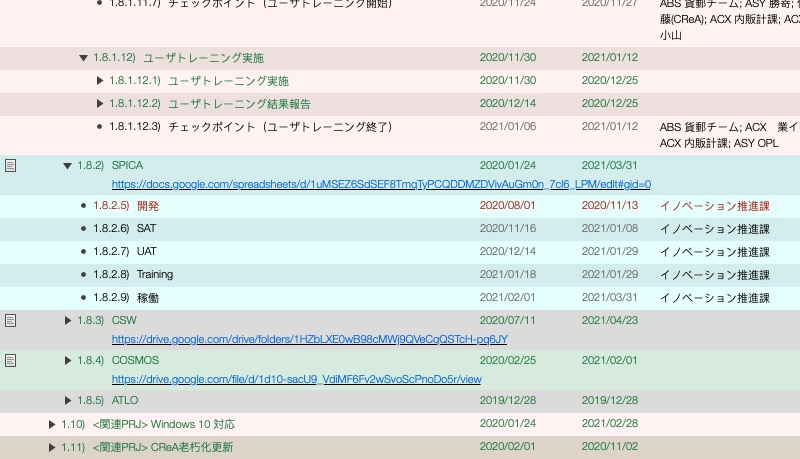 1.8.1.11.7) チェックポイント（ユーザトレーニング開始） 2020/11/24 2020/11/27 ABS 貨郵チーム; ASY 勝奇;
藤(CReA); ACX 内販計課; ACX
小山
1.8.1.12) ユーザトレーニング実施 2020/11/30 2021/01/12
1.8.1.12.1) ユーザトレーニング実施 2020/11/30 2020/12/25
1.8.1.12.2) ユーザトレーニング結果報告 2020/12/14 2020/12/25
1.8.1.12.3) チェックポイント（ユーザトレーニング終了） 2021/01/06 2021/01/12 ABS 貨郵チーム; ACX 業イ
ACX 内販計課; ASY OPL
1.8.2) SPICA 2020/01/24 2021/03/31
https://docs.google.com/spreadsheets/d/1uMSEZ6SdSEF8TmqTyPCQDDMZDVivAuGm0n_7cl6_LPM/edit#gid=0
1.8.2.5) 開発 2020/08/01 2020/11/13 イノベーション推進課
1.8.2.6) SAT 2020/11/16 2021/01/08 イノベーション推進課
1.8.2.7) UAT 2020/12/14 2021/01/29 イノベーション推進課
1.8.2.8) Training 2021/01/18 2021/01/29 イノベーション推進課
1.8.2.9) 稼働 2021/02/01 2021/03/31 イノベーション推進課
1.8.3) CSW 2020/07/11 2021/04/23
https://drive.google.com/drive/folders/1HZbLXE0wB98cMWj9QVeCqQSTcH-pq6JY
1.8.4) COSMOS 2020/02/25 2021/02/01
https://drive.google.com/file/d/1d10-sacU9_VdiMF6Fv2wSvoScPnoDo5r/view
1.8.5) ATLO 2019/12/28 2019/12/28
1.10) <関連PRJ> Windows 10 対応 2020/01/24 2021/02/28
1.11) <関連PRJ> CReA老朽化更新 2020/02/01 2020/11/02